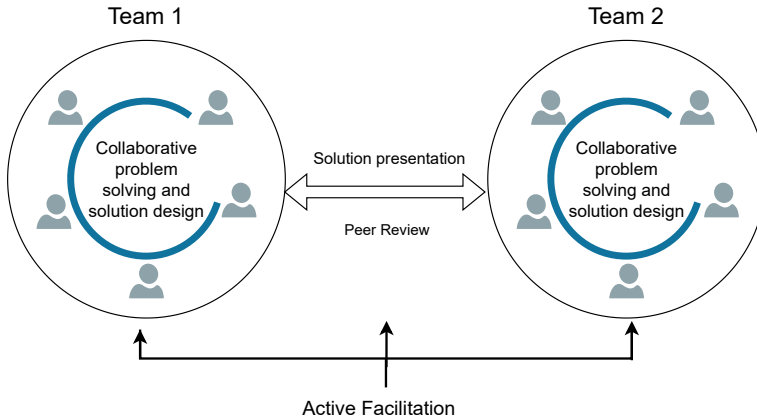 Team 1
Team 2
Collaborative
problem
solving and
solution design
Solution presentation
Peer Review
Collaborative
problem
solving and
solution design
Active Facilitation